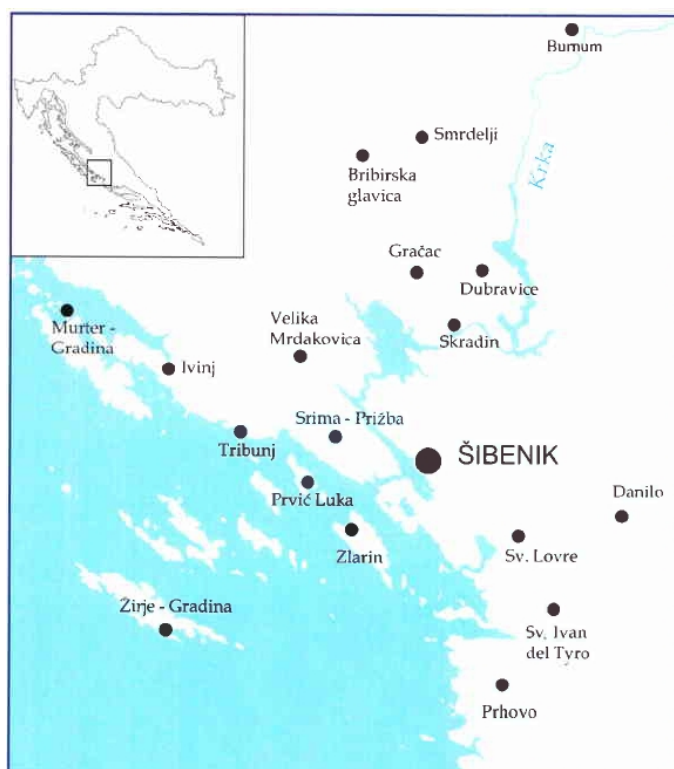 Burnum
Smrdelji
Bribirska
glavica
Krka
Gračac
Dubravice
Murter -
Gradina
Velika
Mrdakovica
Skradin
Ivinj
Srima - Prižba
Tribunj
ŠIBENIK
Prvić Luka
Danilo
Zlarin
Sv. Lovre
Žirje - Gradina
Sv. Ivan
del Tyro
Prhovo